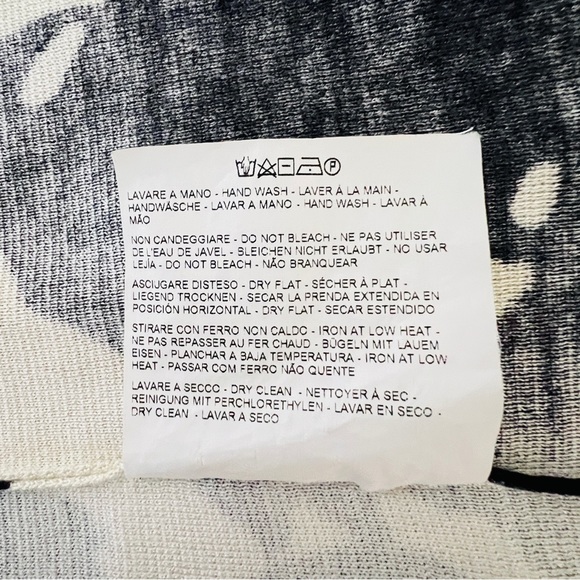 LAVARE A MANO - HAND WASH - LAVER À LA MAIN -
HANDWÄSCHE - LAVAR A MANO - HAND WASH - LAVAR À
MÃO
NON CANDEGGIARE - DO NOT BLEACH - NE PAS UTILISER
DE L'EAU DE JAVEL - BLEICHEN NICHT ERLAUBT - NO USAR
LEJÌA - DO NOT BLEACH - NÃO BRANQUEAR
ASCIUGARE DISTESO - DRY FLAT - SÉCHER À PLAT -
LIEGEND TROCKNEN - SECAR LA PRENDA EXTENDIDA EN
POSICIÓN HORIZONTAL - DRY FLAT - SECAR ESTENDIDO
STIRARE CON FERRO NON CALDO - IRON AT LOW HEAT -
NE PAS REPASSER AU FER CHAUD - BÜGELN MIT LAUEM
EISEN - PLANCHAR A BAJA TEMPERATURA - IRON AT LOW
HEAT - PASSAR COM FERRO NÃO QUENTE
LAVARE A SECCO - DRY CLEAN - NETTOYER À SEC -
REINIGUNG MIT PERCHLORETHYLEN - LAVAR EN SECO -
DRY CLEAN - LAVAR A SECO